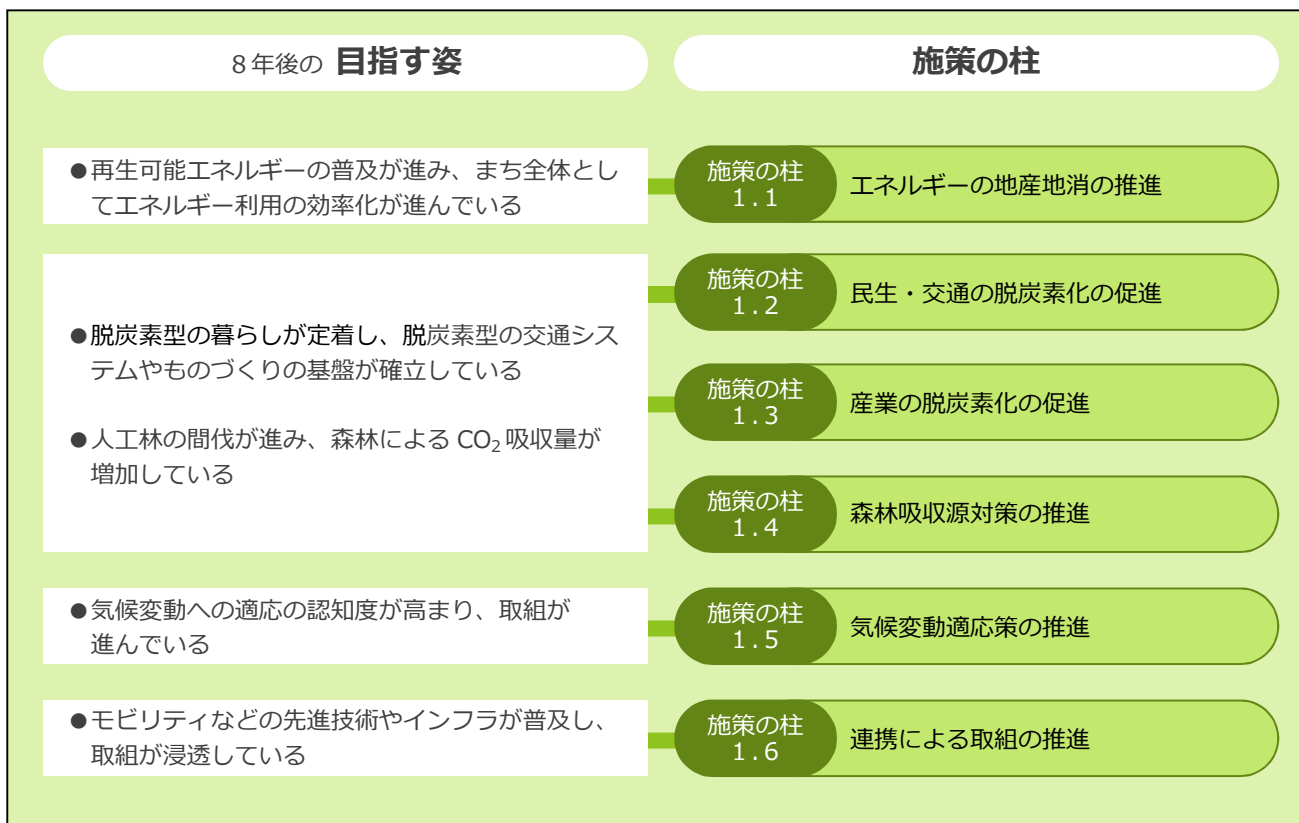 8年後の 目指す姿
施策の柱
●再生可能エネルギーの普及が進み、まち全体とし
てエネルギー利用の効率化が進んでいる
施策の柱
1.1
エネルギーの地産地消の推進
施策の柱
1.2
民生・交通の脱炭素化の促進
●脱炭素型の暮らしが定着し、脱炭素型の交通シス
テムやものづくりの基盤が確立している
施策の柱
1.3
産業の脱炭素化の促進
●人工林の間伐が進み、森林による CO₂ 吸収量が
増加している
施策の柱
1.4
森林吸収源対策の推進
●気候変動への適応の認知度が高まり、取組が
進んでいる
施策の柱
1.5
気候変動適応策の推進
●モビリティなどの先進技術やインフラが普及し、
取組が浸透している
施策の柱
1.6
連携による取組の推進